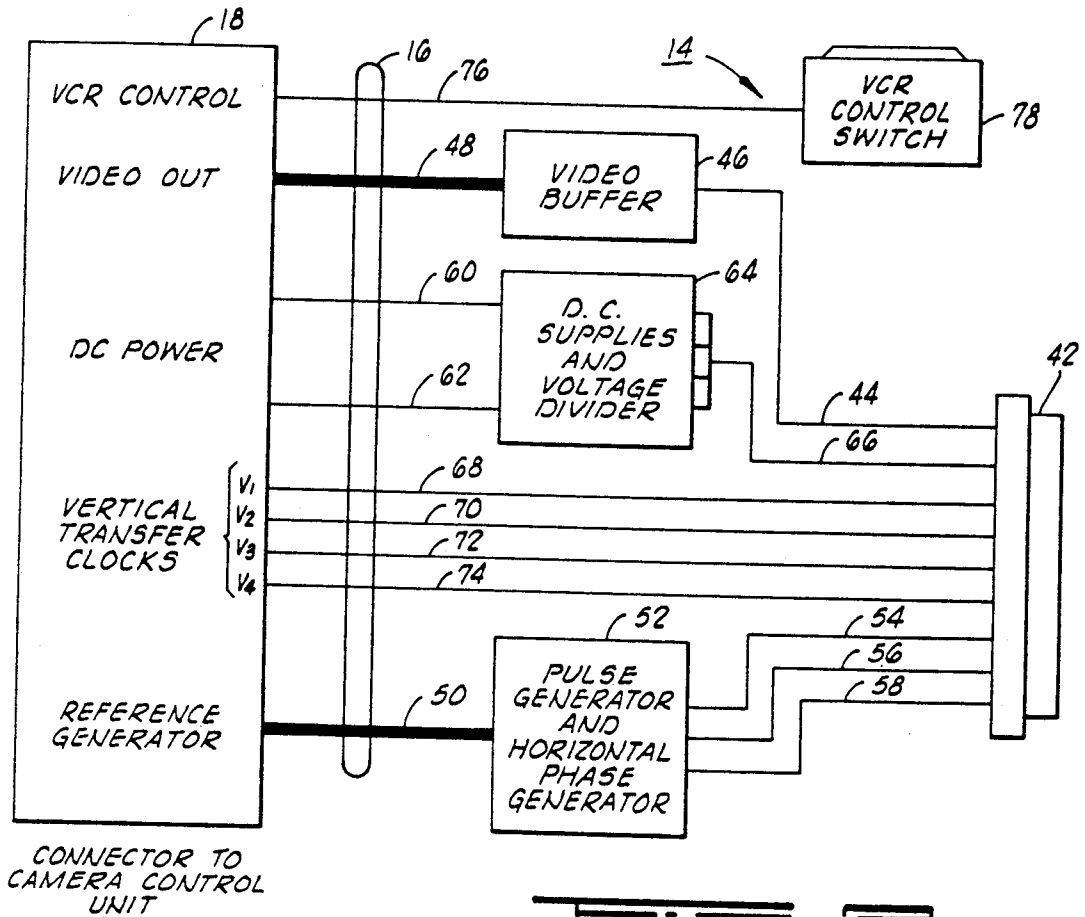 18
16
14
76
VCR CONTROL
VCR
CONTROL
SWITCH
78
48
46
VIDEO OUT
VIDEO
BUFFER
60
64
D.C.
SUPPLIES
AND
VOLTAGE
DIVIDER
DC POWER
62
42
44
66
VERTICAL
TRANSFER
CLOCKS
V1
V2
V3
V4
68
70
72
74
52
54
56
58
REFERENCE
GENERATOR
50
PULSE
GENERATOR
AND
HORIZONTAL
PHASE
GENERATOR
CONNECTOR TO
CAMERA CONTROL
UNIT